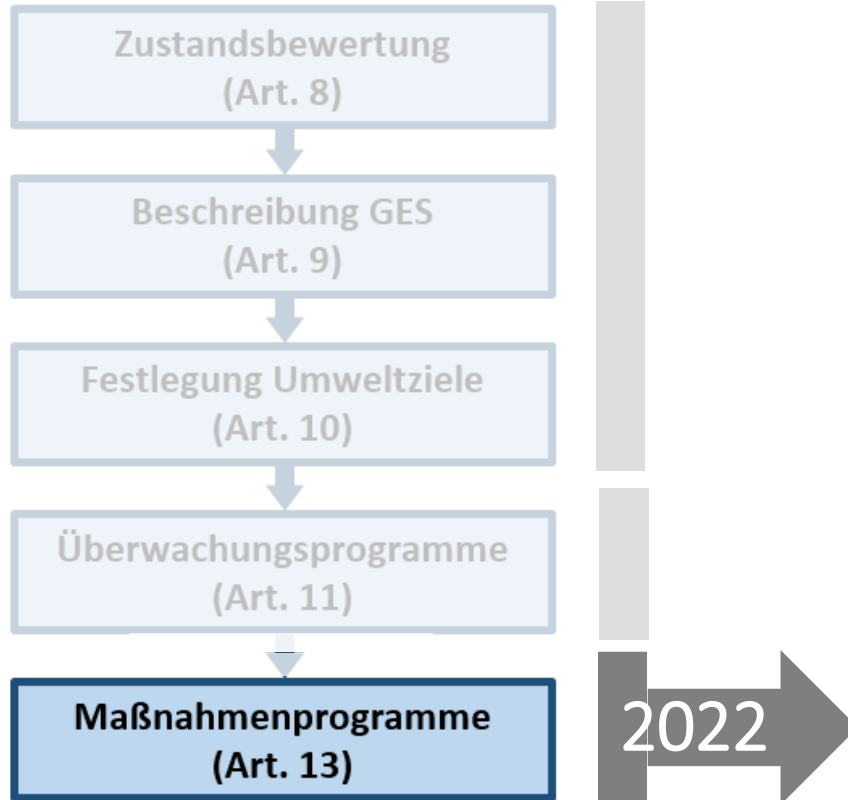 Zustandsbewertung
(Art. 8)
Beschreibung GES
(Art. 9)
Festlegung Umweltziele
(Art. 10)
Überwachungsprogramme
(Art. 11)
Maßnahmenprogramme
(Art. 13)
2022